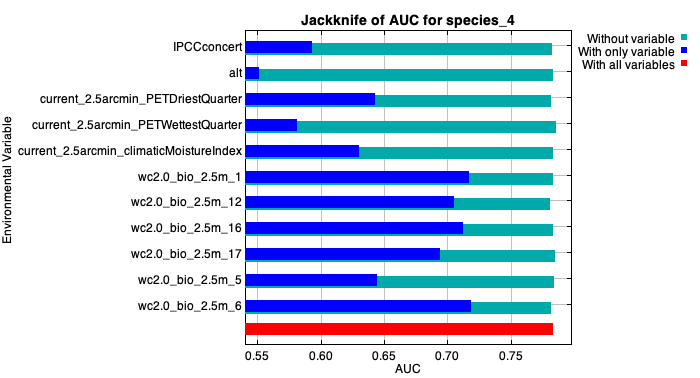 Jackknife of AUC for species_4
Without variable
With only variable
With all variables
Environmental Variable
IPCCconcert
alt
current_2.5arcmin_PETDriestQuarter
current_2.5arcmin_PETWettestQuarter
current_2.5arcmin_climaticMoistureIndex
wc2.0_bio_2.5m_1
wc2.0_bio_2.5m_12
wc2.0_bio_2.5m_16
wc2.0_bio_2.5m_17
wc2.0_bio_2.5m_5
wc2.0_bio_2.5m_6
0.55 0.60 0.65 0.70 0.75
AUC